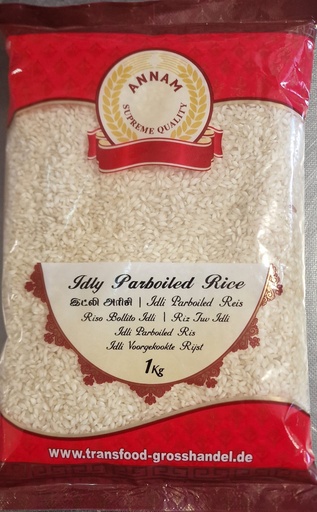 ANNAM
SUPREME QUALITY
Idly Parboiled Rice
இட்லி அரிசி | Idli Parboiled Reis
Riso Bollito Idli | Riz Juv Idli
Idli Parboiled Ris
Idli Voorgekookte Rijst
1Kg
www.transfood-grosshandel.de